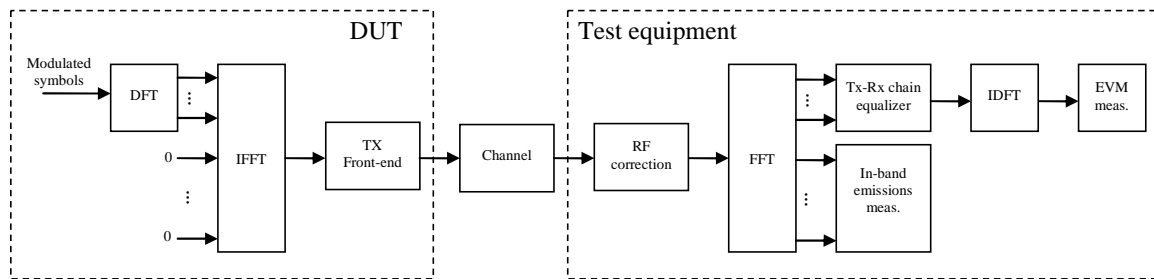 DUT
Test equipment
Modulated
symbols
DFT
...
0
...
0
IFFT
TX
Front-end
Channel
RF
correction
FFT
...
...
Tx-Rx chain
equalizer
In-band
emissions
meas.
IDFT
EVM
meas.